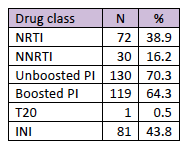 Drug class N %
NRTI 72 38.9
NNRTI 30 16.2
Unboosted PI 130 70.3
Boosted PI 119 64.3
T20 1 0.5
INI 81 43.8